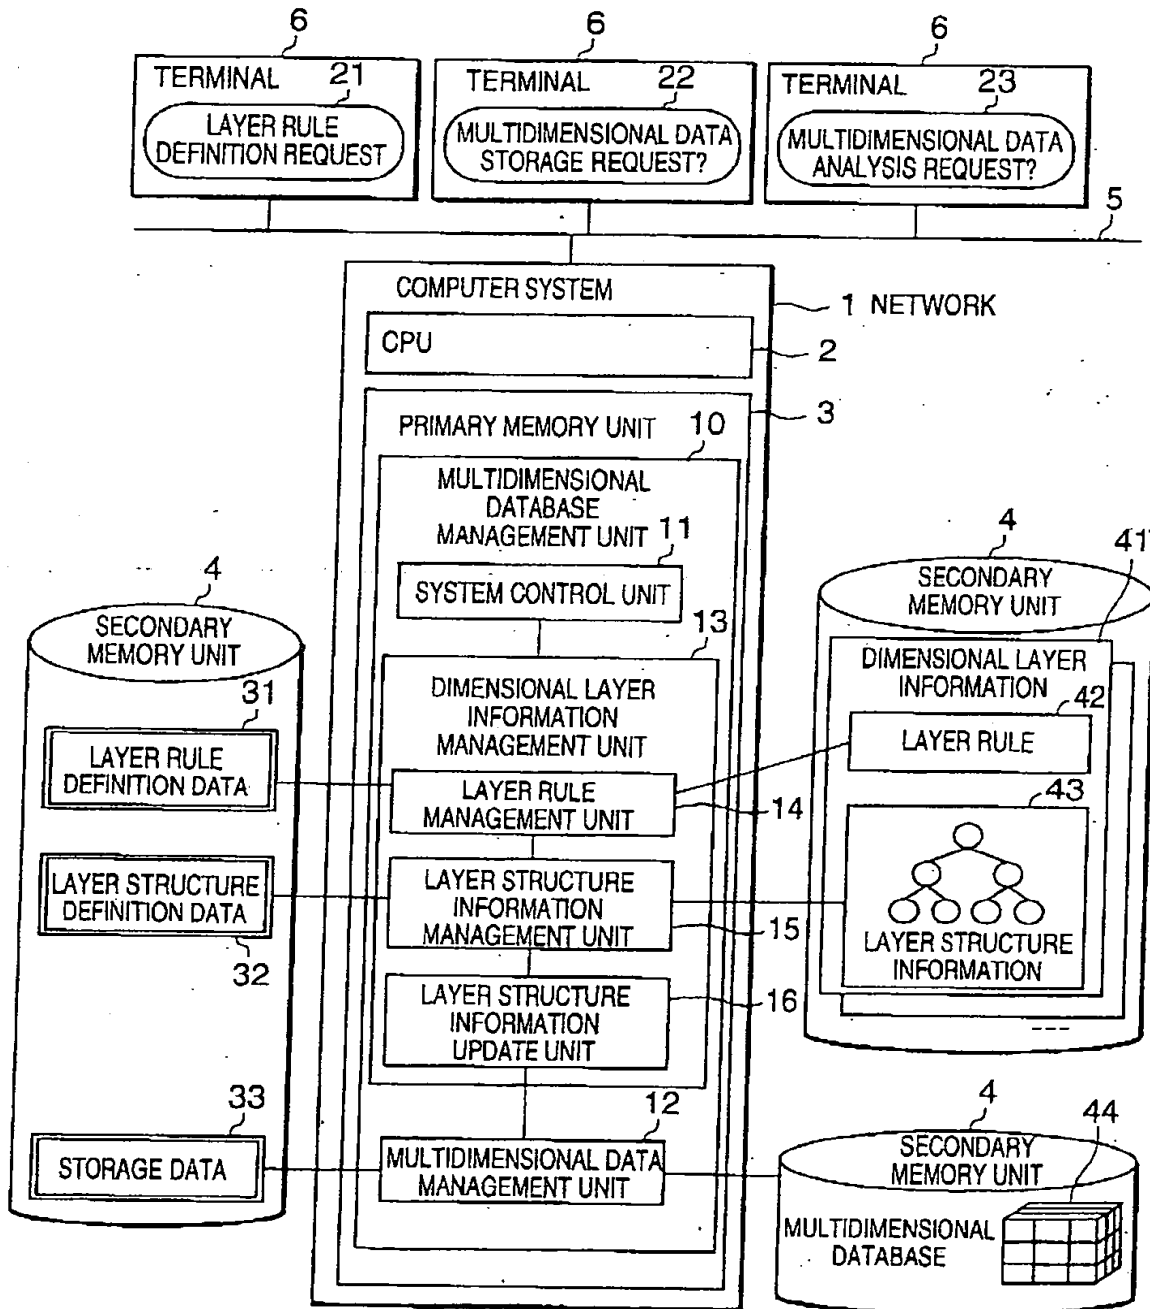 6
6
6
TERMINAL
21
LAYER RULE
DEFINITION REQUEST
TERMINAL
22
MULTIDIMENSIONAL DATA
STORAGE REQUEST?
TERMINAL
23
MULTIDIMENSIONAL DATA
ANALYSIS REQUEST?
5
COMPUTER SYSTEM
1 NETWORK
CPU
2
3
PRIMARY MEMORY UNIT
10
MULTIDIMENSIONAL
DATABASE
MANAGEMENT UNIT
11
SYSTEM CONTROL UNIT
13
DIMENSIONAL LAYER
INFORMATION
MANAGEMENT UNIT
LAYER RULE
MANAGEMENT UNIT
14
LAYER STRUCTURE
INFORMATION
MANAGEMENT UNIT
15
LAYER STRUCTURE
INFORMATION
UPDATE UNIT
16
12
MULTIDIMENSIONAL DATA
MANAGEMENT UNIT
4
SECONDARY
MEMORY UNIT
31
LAYER RULE
DEFINITION DATA
LAYER STRUCTURE
DEFINITION DATA
32
33
STORAGE DATA
4
41
SECONDARY
MEMORY UNIT
DIMENSIONAL LAYER
INFORMATION
42
LAYER RULE
43
LAYER STRUCTURE
INFORMATION
4
44
SECONDARY
MEMORY UNIT
MULTIDIMENSIONAL
DATABASE